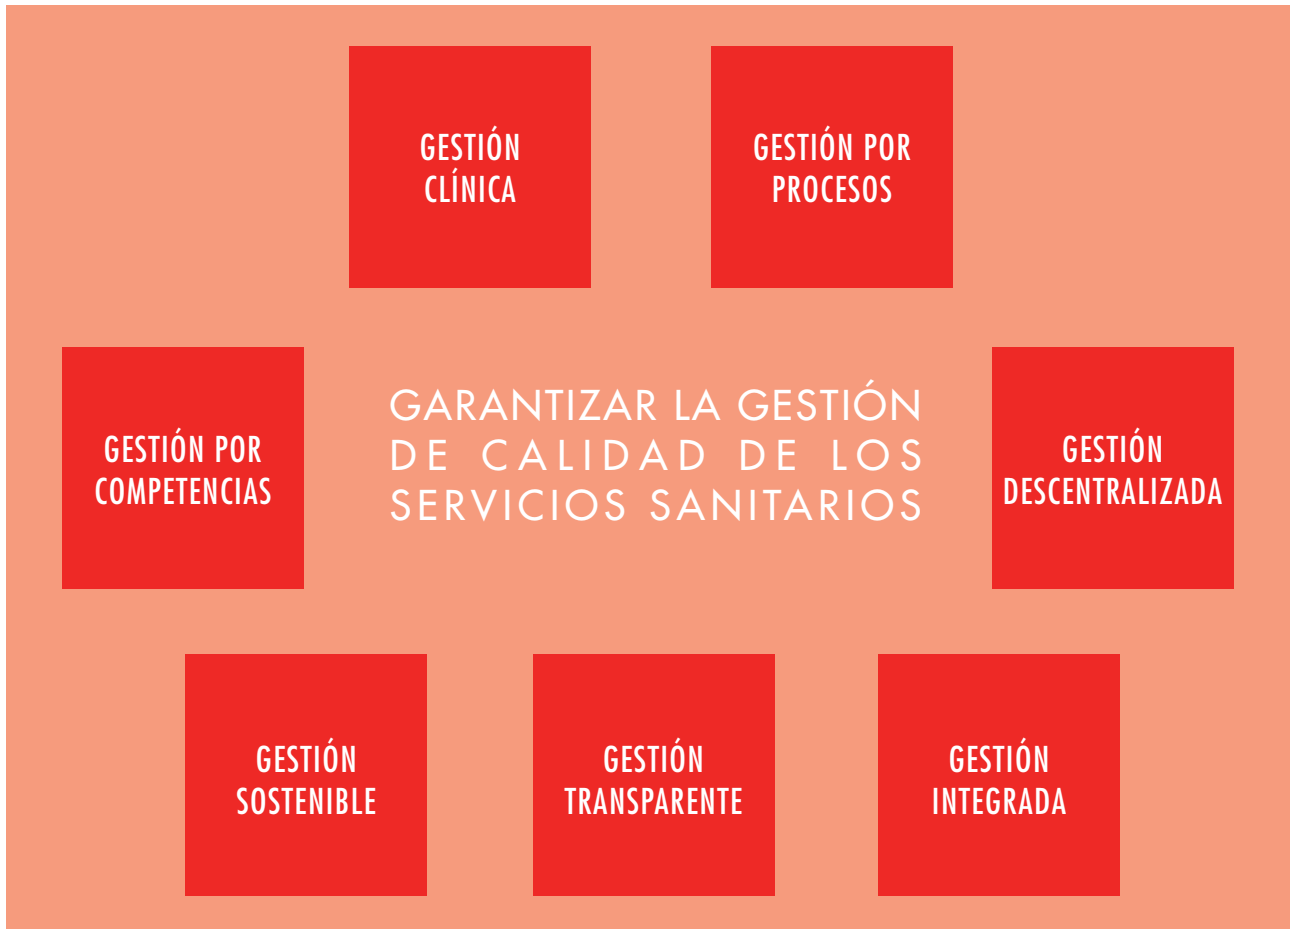 GESTIÓN
CLÍNICA
GESTIÓN POR
PROCESOS
GESTIÓN POR
COMPETENCIAS
GARANTIZAR LA GESTIÓN
DE CALIDAD DE LOS
SERVICIOS SANITARIOS
GESTIÓN
DESCENTRALIZADA
GESTIÓN
SOSTENIBLE
GESTIÓN
TRANSPARENTE
GESTIÓN
INTEGRADA